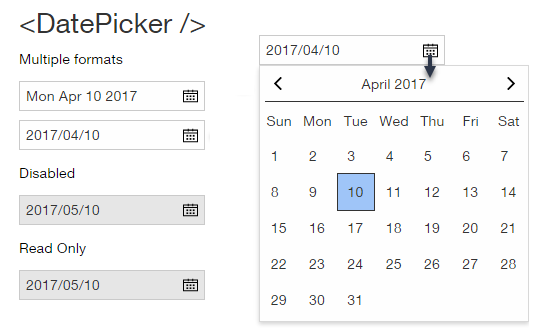 <DatePicker />
Multiple formats
Mon Apr 10 2017
2017/04/10
Disabled
2017/05/10
Read Only
2017/05/10
2017/04/10
April 2017
Sun Mon Tue Wed Thu Fri Sat
1 2 3 4 5 6 7
8 9 10 11 12 13 14
15 16 17 18 19 20 21
22 23 24 25 26 27 28
29 30 31